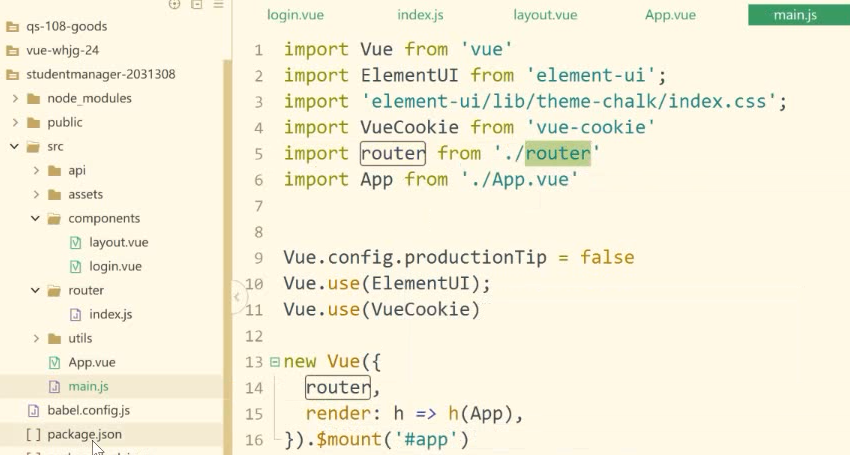 qs-108-goods
vue-whjg-24
studentmanager-2031308
node_modules
public
src
api
assets
components
layout.vue
login.vue
router
index.js
utils
App.vue
main.js
babel.config.js
package.json
login.vue index.js layout.vue App.vue main.js
1 import Vue from 'vue'
2 import ElementUI from 'element-ui';
3 import 'element-ui/lib/theme-chalk/index.css';
4 import VueCookie from 'vue-cookie'
5 import router from './router'
6 import App from './App.vue'
7
8
9 Vue.config.productionTip = false
10 Vue.use(ElementUI);
11 Vue.use(VueCookie)
12
13 new Vue({
14 router,
15 render: h => h(App),
16 }).$mount('#app')